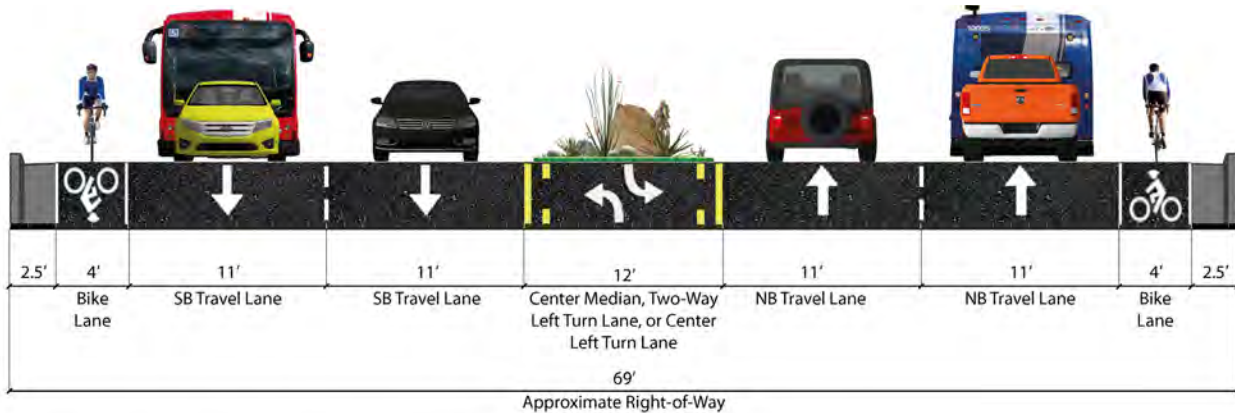 2.5' 4' 11' 11' 12' 11' 11' 4' 2.5'
Bike
Lane
SB Travel Lane
SB Travel Lane
Center Median, Two-Way
Left Turn Lane, or Center
Left Turn Lane
NB Travel Lane
NB Travel Lane
Bike
Lane
69'
Approximate Right-of-Way